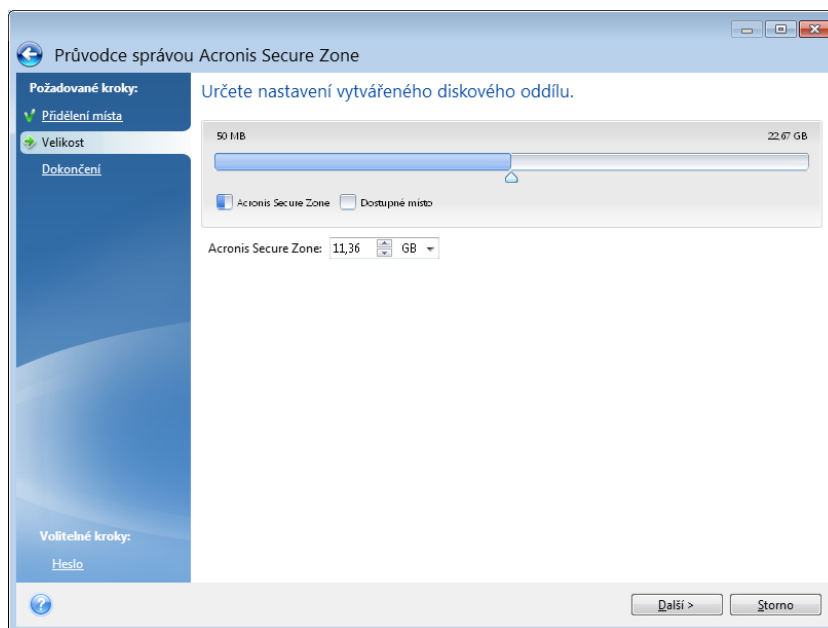 Průvodce správou Acronis Secure Zone
Požadované kroky:
Přidělení místa
Velikost
Dokončení
Určete nastavení vytvářeného diskového oddílu.
50 MB 22,67 GB
Acronis Secure Zone Dostupné místo
Acronis Secure Zone: 11,36 GB
Volitelné kroky:
Heslo
Další > Storno